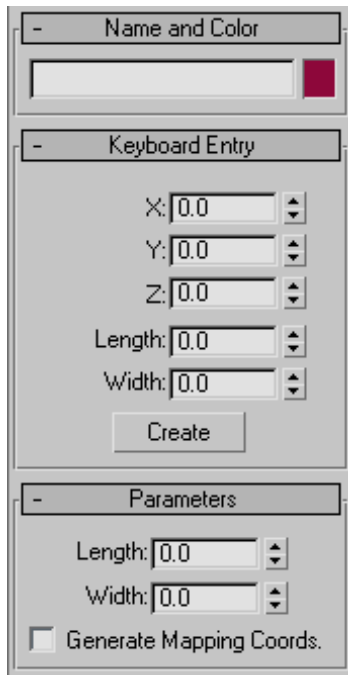 - Name and Color
- Keyboard Entry
X: 0.0
Y: 0.0
Z: 0.0
Length: 0.0
Width: 0.0
Create
- Parameters
Length: 0.0
Width: 0.0
Generate Mapping Coords.